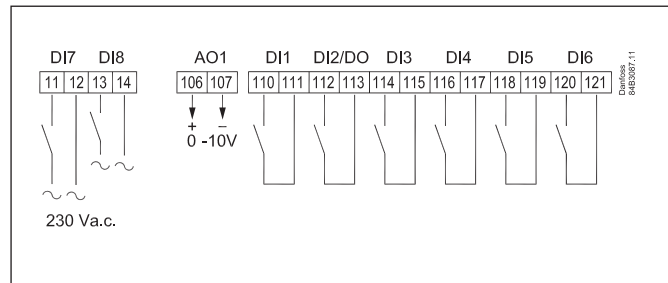 DI7 DI8 AO1 DI1 DI2/DO DI3 DI4 DI5 DI6
11 12 13 14 106 107 110 111 112 113 114 115 116 117 118 119 120 121
Danfoss
84B3087.11
+ –
0 -10V
230 Va.c.